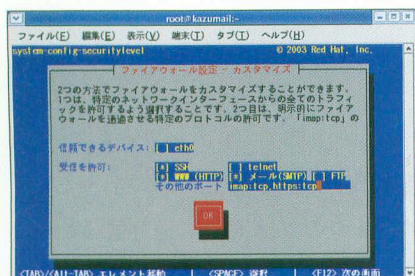 root@kazumail:~
ファイル(F) 編集(E) 表示(V) 端末(T) タブ(I) ヘルプ(H)
system-config-securitylevel © 2003 Red Hat, Inc.
ファイアウォール設定 - カスタマイズ
2つの方法でファイアウォールをカスタマイズすることができます。
1つは、特定のネットワークインターフェースからの全てのトラフィ
ックを許可するよう選択することです。2つ目は、明示的にファイア
ウォールを通過させる特定のプロトコルの許可です。「imap:tcp」の
信頼できるデバイス: [ ] eth0
受信を許可: [*] SSH [ ] telnet
[*] WWW (HTTP) [*] メール(SMTP) [ ] FTP
その他のポート imap:tcp,https:tcp
OK
<TAB>/<ALT-TAB> エレメント移動 | <SPACE> 選択 | <F12> 次の画面